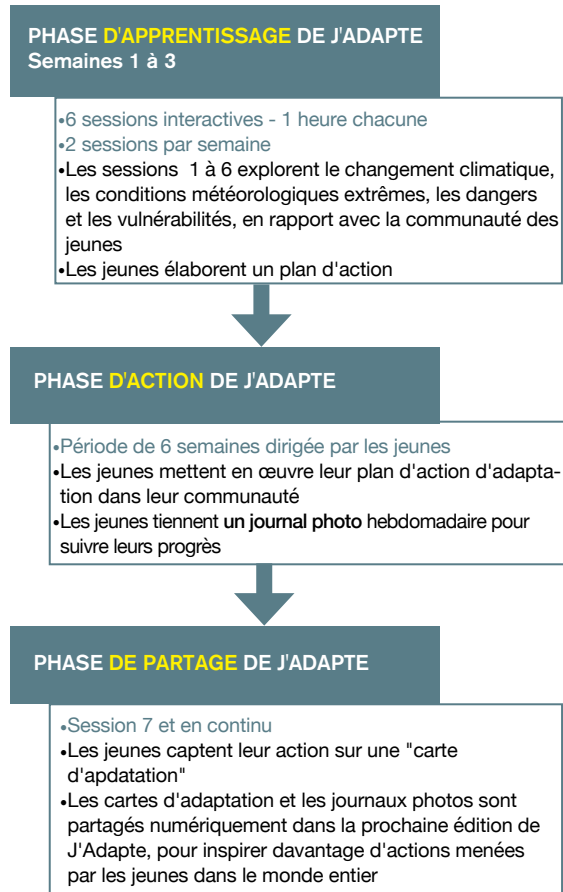 PHASE D'APPRENTISSAGE DE J'ADAPTE
Semaines 1 à 3
•6 sessions interactives - 1 heure chacune
•2 sessions par semaine
•Les sessions 1 à 6 explorent le changement climatique,
les conditions météorologiques extrêmes, les dangers
et les vulnérabilités, en rapport avec la communauté des
jeunes
•Les jeunes élaborent un plan d'action
PHASE D'ACTION DE J'ADAPTE
•Période de 6 semaines dirigée par les jeunes
•Les jeunes mettent en œuvre leur plan d'action d'adapta-
tion dans leur communauté
•Les jeunes tiennent un journal photo hebdomadaire pour
suivre leurs progrès
PHASE DE PARTAGE DE J'ADAPTE
•Session 7 et en continu
•Les jeunes captent leur action sur une "carte
d'apdatation"
•Les cartes d'adaptation et les journaux photos sont
partagés numériquement dans la prochaine édition de
J'Adapte, pour inspirer davantage d'actions menées
par les jeunes dans le monde entier